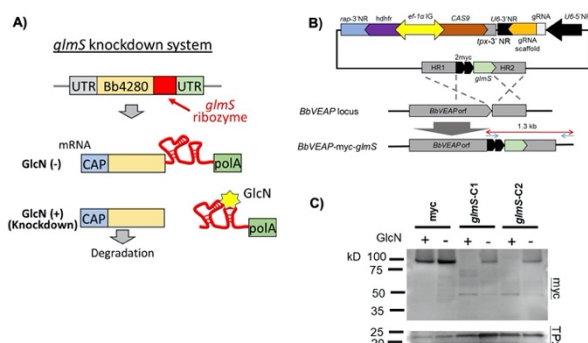 A)
glmS knockdown system
UTR Bb4280 UTR
glmS
ribozyme
mRNA
GlcN (-)
CAP polA
GlcN
GlcN (+)
(Knockdown)
CAP polA
Degradation
B)
rap-3'NR hdhfr ef-1α IG CAS9 U6-3'NR gRNA U6-5'NR
tpx-3' NR gRNA
scaffold
2myc
HR1 HR2
glmS
BbVEAP locus BbVEAP orf
1.3 kb
BbVEAP-myc-glmS BbVEAP orf
C)
myc glmS-C1 glmS-C2
GlcN + - + - + -
kD 100
75
50
35
25
20
myc